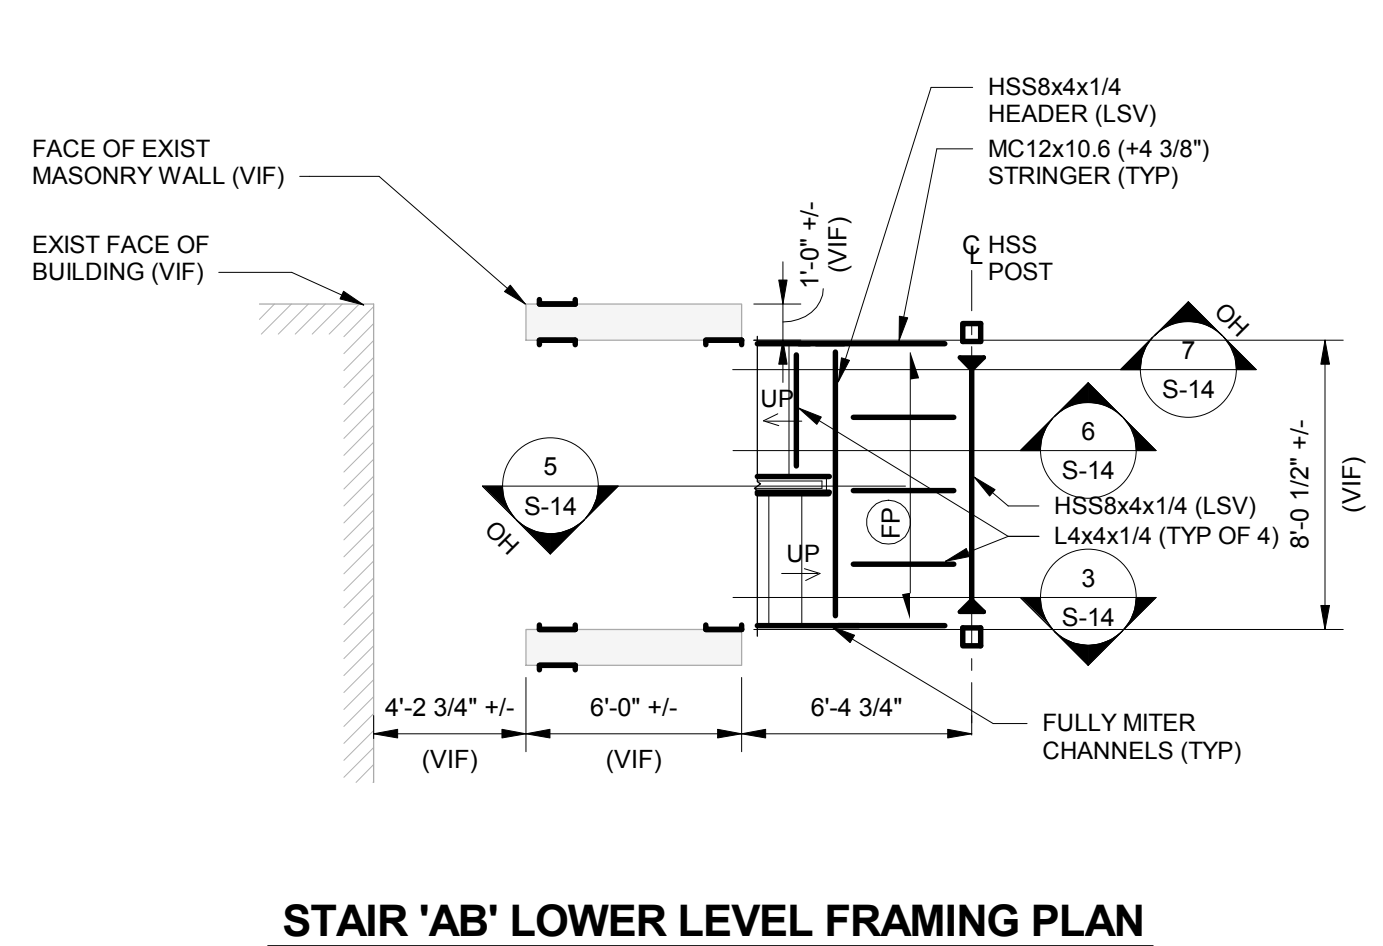 HSS8x4x1/4
HEADER (LSV)
MC12x10.6 (+4 3/8")
STRINGER (TYP)
FACE OF EXIST
MASONRY WALL (VIF)
EXIST FACE OF
BUILDING (VIF)
1'-0" +/-
(VIF)
CL HSS
POST
OH
7
S-14
UP
6
S-14
5
S-14
OH
HSS8x4x1/4 (LSV)
L4x4x1/4 (TYP OF 4)
FP
UP
8'-0 1/2" +/-
(VIF)
3
S-14
4'-2 3/4" +/-
(VIF)
6'-0" +/-
(VIF)
6'-4 3/4"
FULLY MITER
CHANNELS (TYP)
STAIR 'AB' LOWER LEVEL FRAMING PLAN